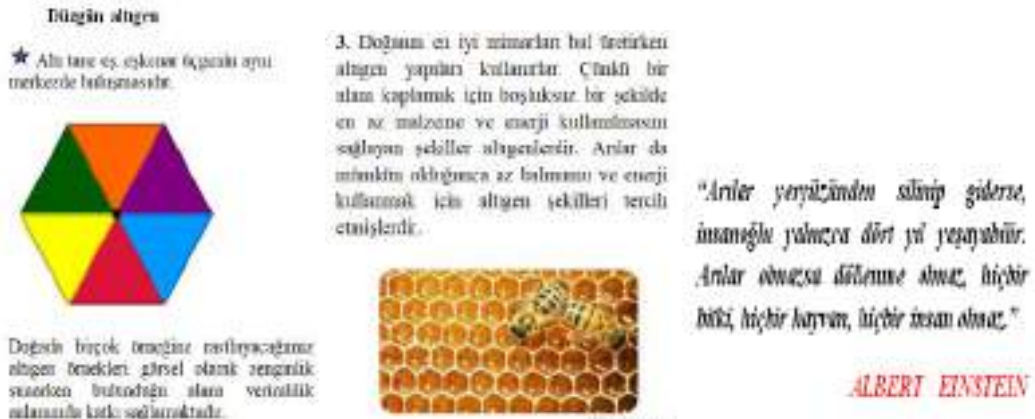 Düzgün altıgen
Altı tane eş, eşkenar üçgenin aynı
merkezde buluşmasıdır.
Doğada birçok örneğine rastlayacağımız
altıgen örnekleri görsel olarak zenginlik
sunarken bulunduğu alana verimlilik
anlamında katkı sağlamaktadır.
3. Doğanın en iyi mimarları bal üretirken
altıgen yapıları kullanırlar. Çünkü bir
alanı kaplamak için boşluksuz bir şekilde
en az malzeme ve enerji kullanılmasını
sağlayan şekiller altıgenlerdir. Arılar da
mümkün olduğunca az balmumu ve enerji
kullanmak için altıgen şekilleri tercih
etmişlerdir.
"Arılar yeryüzünden silinip giderse,
insanoğlu yalnızca dört yıl yaşayabilir.
Arılar olmazsa döllenme olmaz, hiçbir
bitki, hiçbir hayvan, hiçbir insan olmaz."
ALBERT EINSTEIN